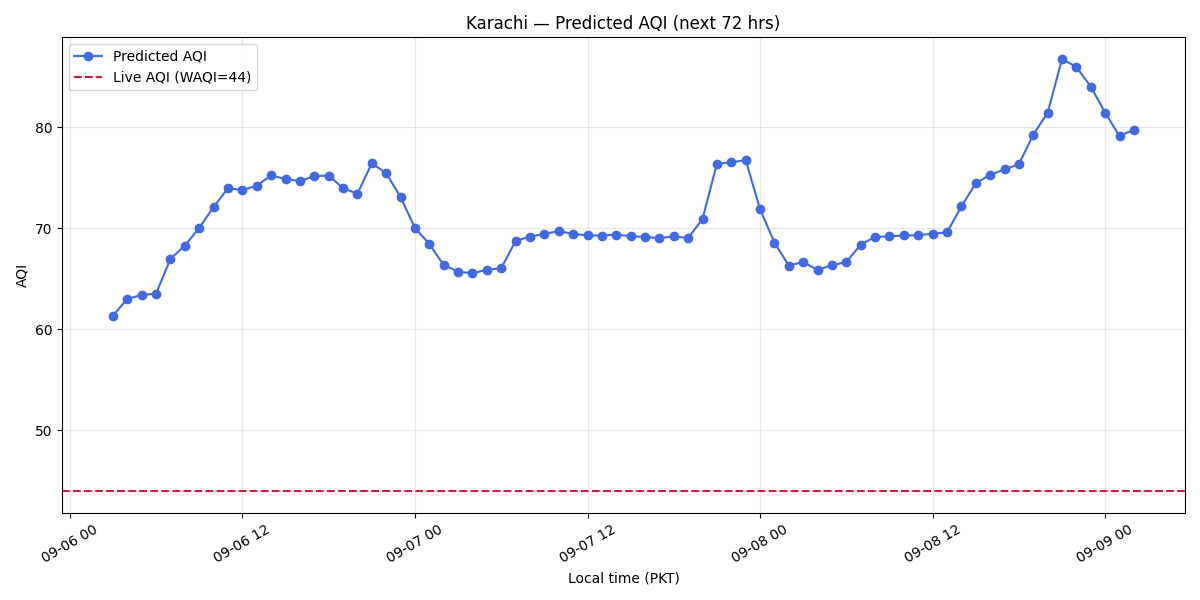 Karachi — Predicted AQI (next 72 hrs)
Predicted AQI
Live AQI (WAQI=44)
AQI
80
70
60
50
09-06 00
09-06 12
09-07 00
09-07 12
09-08 00
09-08 12
09-09 00
Local time (PKT)